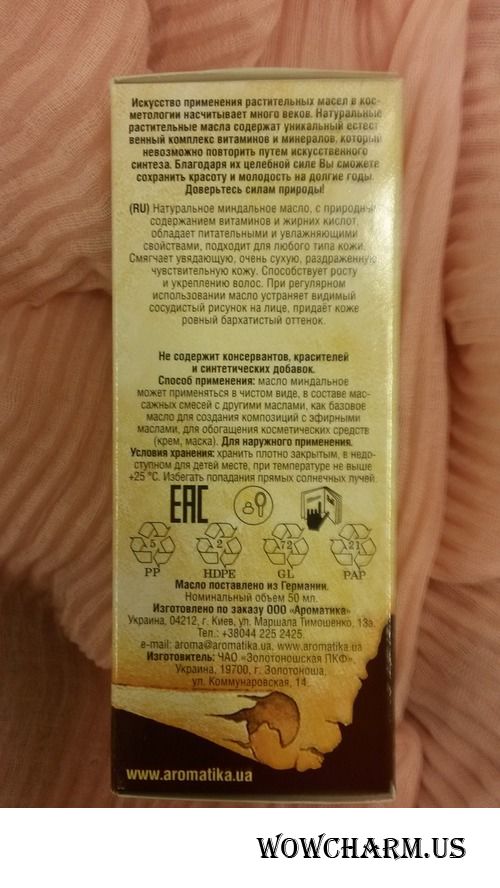 Искусство применения растительных масел в кос-
метологии насчитывает много веков. Натуральные
растительные масла содержат уникальный естест
венный комплекс витаминов и минералов, который
невозможно повторить путем искусственного
синтеза. Благодаря их целебной силе Вы сможете
сохранить красоту и молодость на долгие годы.
Доверьтесь силам природы!
(RU) Натуральное миндальное масло, с природным
содержанием витаминов и жирних кислот,
обладает питательными и увлажняющими
свойствами, подходит для любого типа кожи.
Смягчает увядающую, очень сухую, раздраженную
чувствительную кожу. Способствует росту
и укреплению волос. При регулярном
использовании масло устраняет видимый
сосудистый рисунок на лице, придаёт коже
ровный бархатистый оттенок.
Не содержит консервантов, красителей
и синтетических добавок.
Способ применения: масло миндальное
может применяться в чистом виде, в составе мас-
сажных смесей с другими маслами, как базовое
масло для создания композиций с эфирными
маслами, для обогащения косметических средств
(крем, маска). Для наружного применения.
Условия хранения: хранить плотно закрытым, в недо-
ступном для детей месте, при температуре не выше
+25 °C. Избегать попадания прямых солнечных лучей.
EAC
5 2 72 21
PP HDPE GL PAP
Масло поставлено из Германии.
Номинальный объем 50 мл.
Изготовлено по заказу ООО «Ароматика»
Украина, 04212, г. Киев, ул. Маршала Тимошенко, 13а.
Тел.: +38044 225 2425.
e-mail: aroma@aromatika.ua, www.aromatika.ua
Изготовитель: ЧАО «Золотоношская ПКФ»,
Украина, 19700, г. Золотоноша,
ул. Коммунаровская, 14.
www.aromatika.ua
WOWCHARM.US